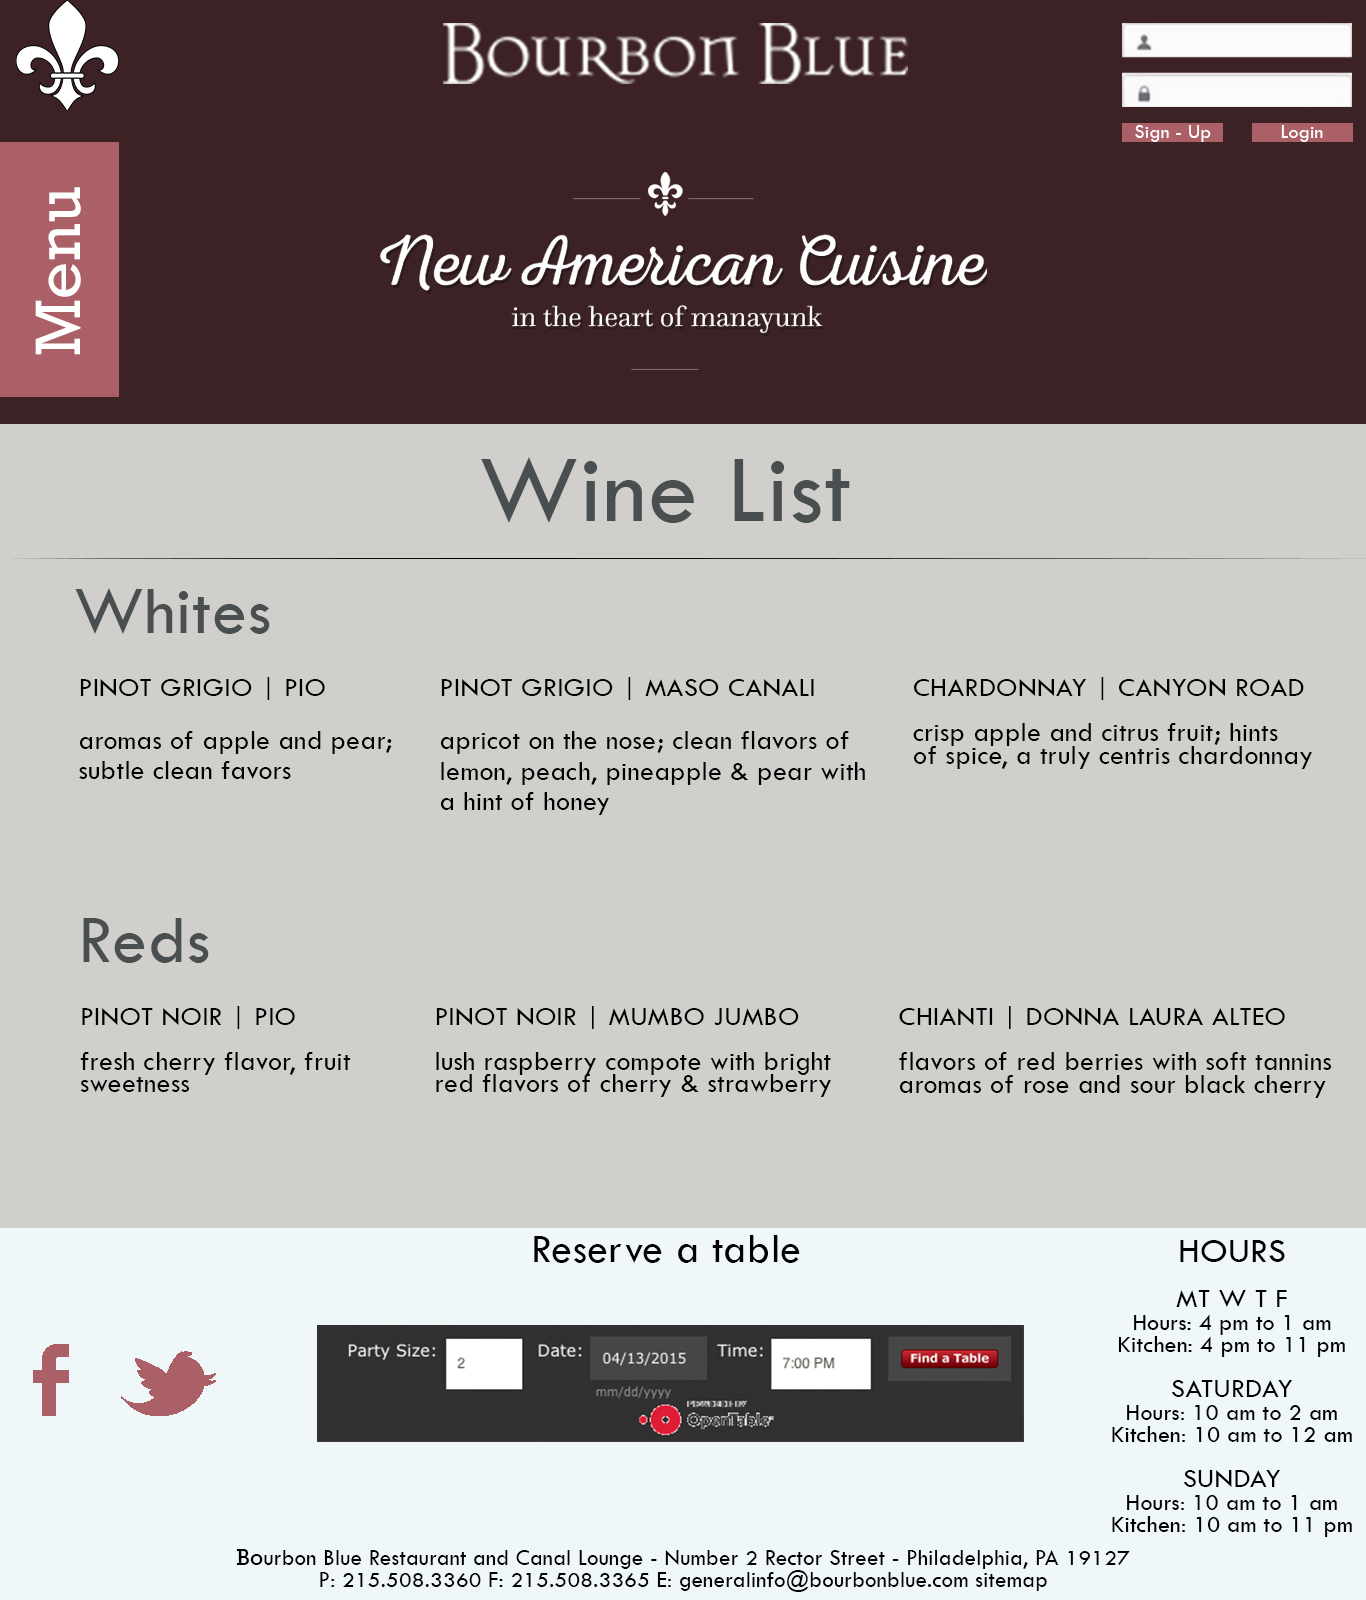 Bourbon Blue
Sign - Up
Login
Menu
New American Cuisine
in the heart of manayunk
Wine List
Whites
PINOT GRIGIO | PIO
aromas of apple and pear;
subtle clean favors
PINOT GRIGIO | MASO CANALI
apricot on the nose; clean flavors of
lemon, peach, pineapple & pear with
a hint of honey
CHARDONNAY | CANYON ROAD
crisp apple and citrus fruit; hints
of spice, a truly centris chardonnay
Reds
PINOT NOIR | PIO
fresh cherry flavor, fruit
sweetness
PINOT NOIR | MUMBO JUMBO
lush raspberry compote with bright
red flavors of cherry & strawberry
CHIANTI | DONNA LAURA ALTEO
flavors of red berries with soft tannins
aromas of rose and sour black cherry
Reserve a table
Party Size: 2 Date: 04/13/2015 Time: 7:00 PM Find a Table
mm/dd/yyyy
POWERED BY
OpenTable
HOURS
MT W T F
Hours: 4 pm to 1 am
Kitchen: 4 pm to 11 pm
SATURDAY
Hours: 10 am to 2 am
Kitchen: 10 am to 12 am
SUNDAY
Hours: 10 am to 1 am
Kitchen: 10 am to 11 pm
Bourbon Blue Restaurant and Canal Lounge - Number 2 Rector Street - Philadelphia, PA 19127
P: 215.508.3360 F: 215.508.3365 E: generalinfo@bourbonblue.com sitemap